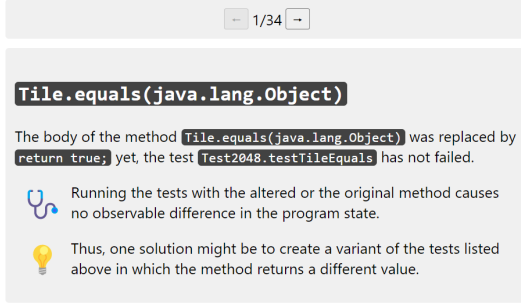 ← 1/34 →
Tile.equals(java.lang.Object)
The body of the method Tile.equals(java.lang.Object) was replaced by
return true; yet, the test Test2048.testTileEquals has not failed.
Running the tests with the altered or the original method causes
no observable difference in the program state.
Thus, one solution might be to create a variant of the tests listed
above in which the method returns a different value.